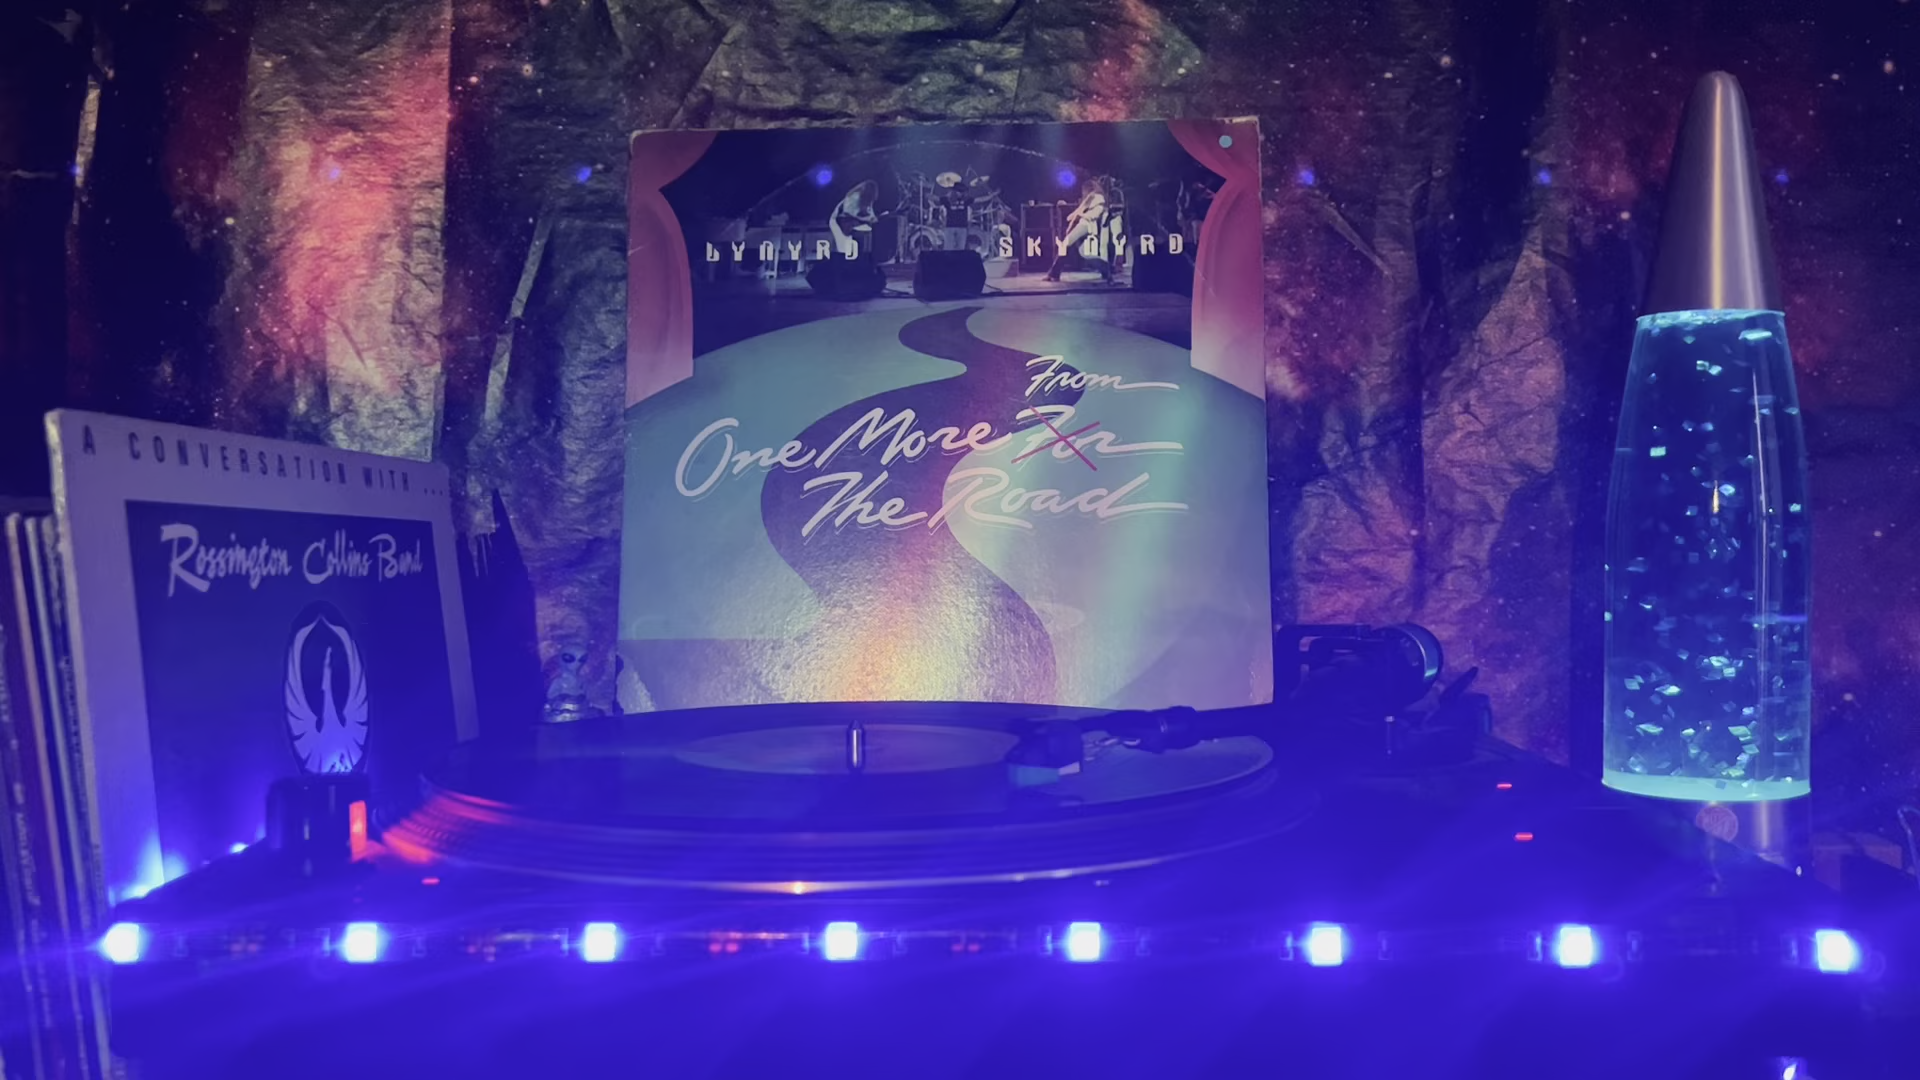 LYNYRD SKYNYRD
From
One More For
The Road
A CONVERSATION WITH ...
Rossington Collins Band